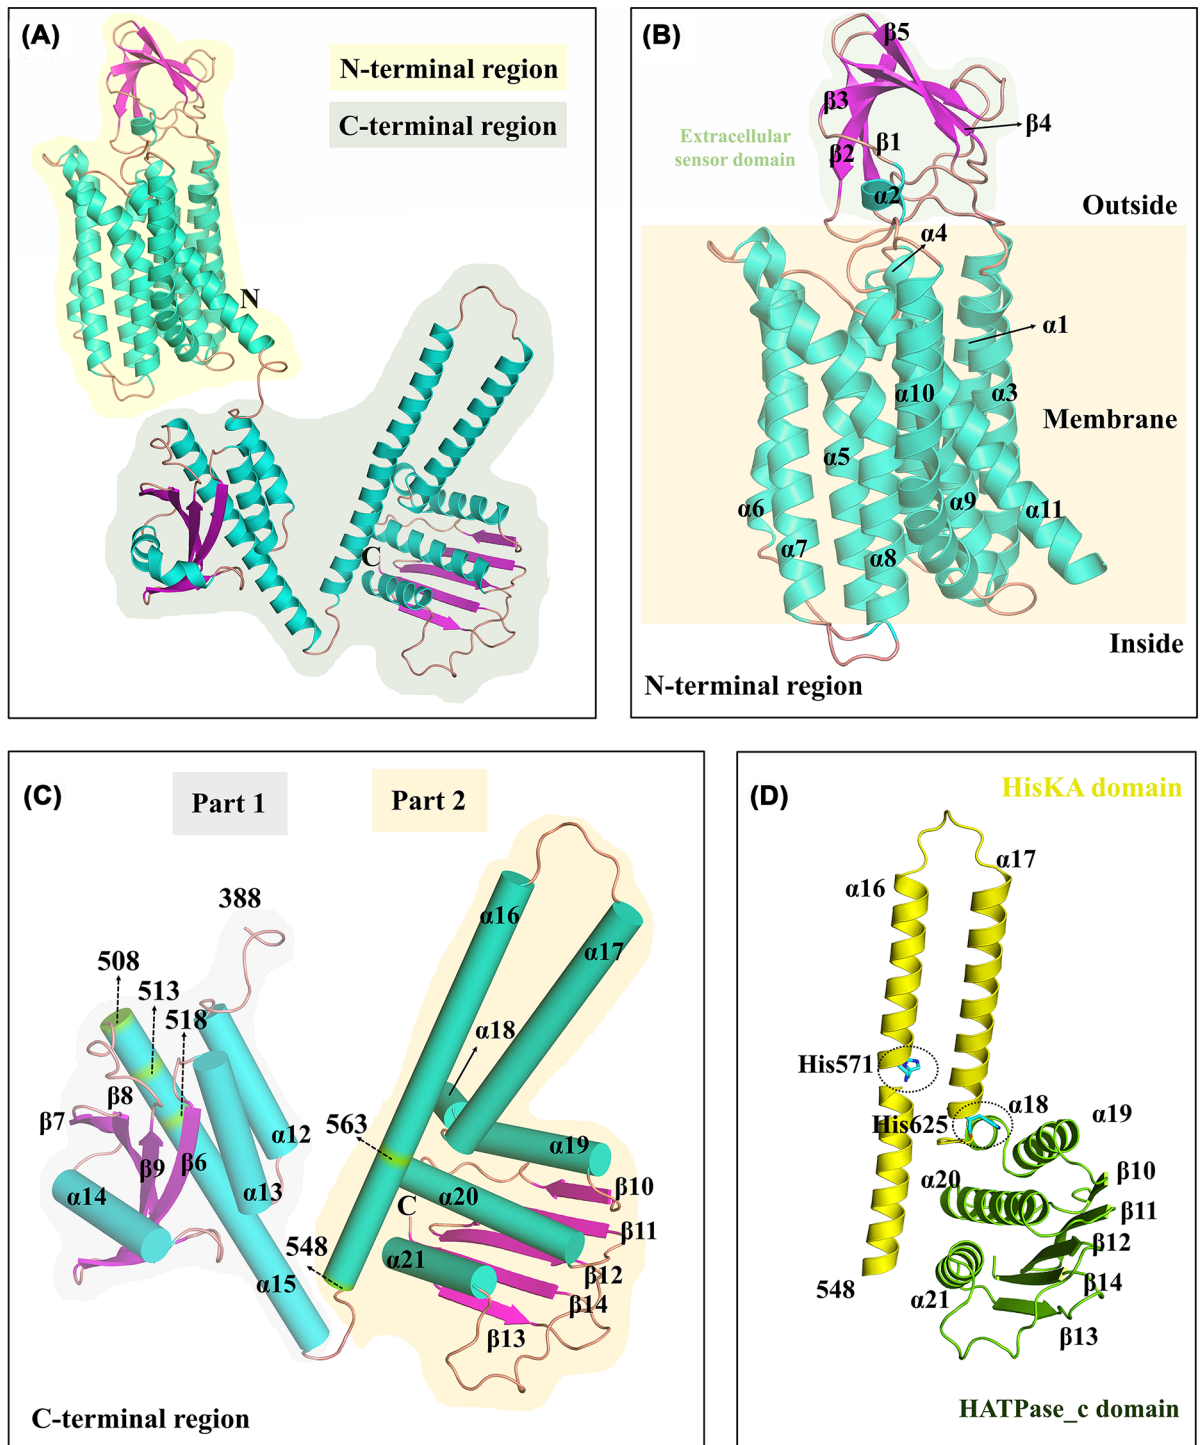 (A)
N-terminal region
C-terminal region
N
C
(B)
β5
β3
β4
Extracellular
sensor domain
β1
β2
α2
Outside
α4
α1
α10
α3
Membrane
α5
α6
α9
α11
α7
α8
Inside
N-terminal region
(C)
Part 1
Part 2
388
α16
α17
508
513
518
α18
β8
β7
563
α12
α19
β9
β6
α14
α13
α20
β10
C
β11
548
α21
β12
α15
β14
β13
C-terminal region
(D)
HisKA domain
α17
α16
His571
His625
α18
α19
α20
β10
β11
β12
548
α21
β14
β13
HATPase_c domain